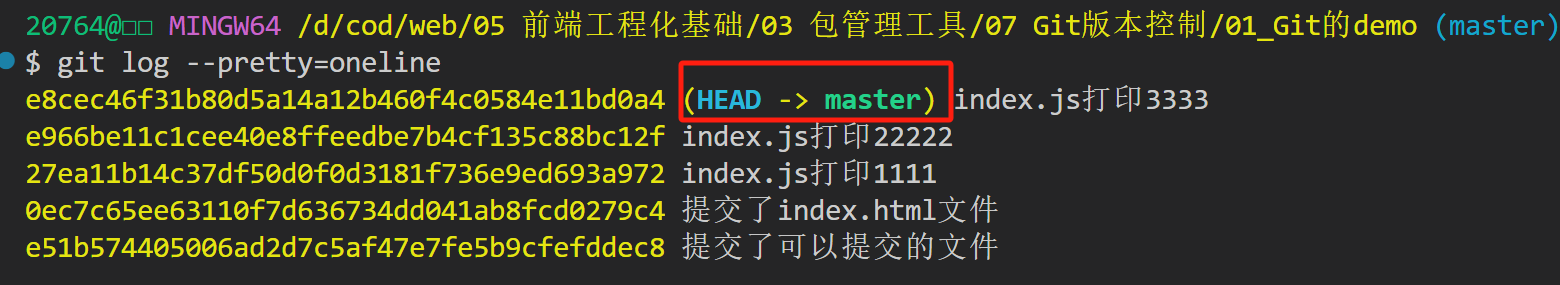 20764@□□ MINGW64 /d/cod/web/05 前端工程化基础/03 包管理工具/07 Git版本控制/01_Git的demo (master)
$ git log --pretty=oneline
e8cec46f31b80d5a14a12b460f4c0584e11bd0a4 (HEAD -> master) index.js打印3333
e966be11c1cee40e8ffeedbe7b4cf135c88bc12f index.js打印22222
27ea11b14c37df50d0f0d3181f736e9ed693a972 index.js打印1111
0ec7c65ee63110f7d636734dd041ab8fcd0279c4 提交了index.html文件
e51b574405006ad2d7c5af47e7fe5b9cfefddec8 提交了可以提交的文件